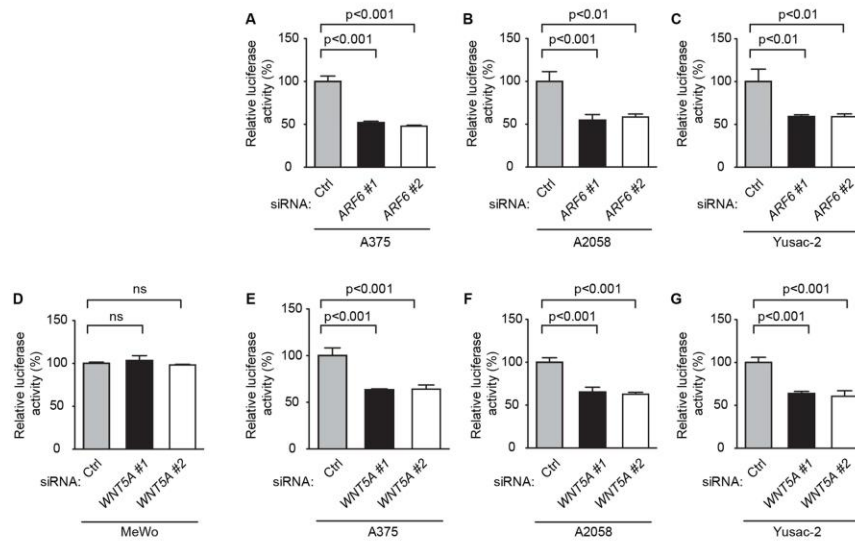 A
p<0.001
p<0.001
Relative luciferase
activity (%)
150
100
50
0
siRNA:
Ctrl
ARF6 #1
ARF6 #2
A375
B
p<0.01
p<0.001
Relative luciferase
activity (%)
150
100
50
0
siRNA:
Ctrl
ARF6 #1
ARF6 #2
A2058
C
p<0.01
p<0.01
Relative luciferase
activity (%)
150
100
50
0
siRNA:
Ctrl
ARF6 #1
ARF6 #2
Yusac-2
D
ns
ns
Relative luciferase
activity (%)
150
100
50
0
siRNA:
Ctrl
WNT5A #1
WNT5A #2
MeWo
E
p<0.001
p<0.001
Relative luciferase
activity (%)
150
100
50
0
siRNA:
Ctrl
WNT5A #1
WNT5A #2
A375
F
p<0.001
p<0.001
Relative luciferase
activity (%)
150
100
50
0
siRNA:
Ctrl
WNT5A #1
WNT5A #2
A2058
G
p<0.001
p<0.001
Relative luciferase
activity (%)
150
100
50
0
siRNA:
Ctrl
WNT5A #1
WNT5A #2
Yusac-2